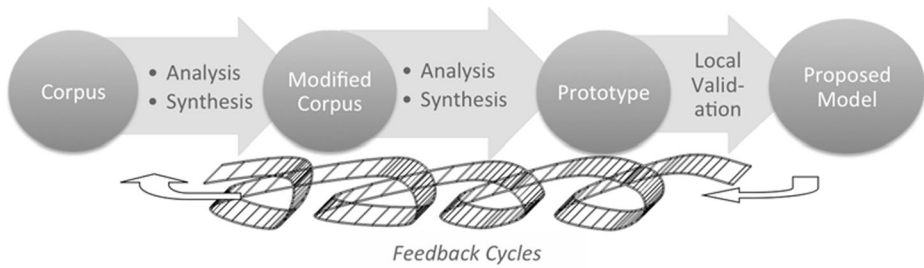 Corpus
• Analysis
• Synthesis
Modified
Corpus
• Analysis
• Synthesis
Prototype
Local
Valid-
ation
Proposed
Model
Feedback Cycles